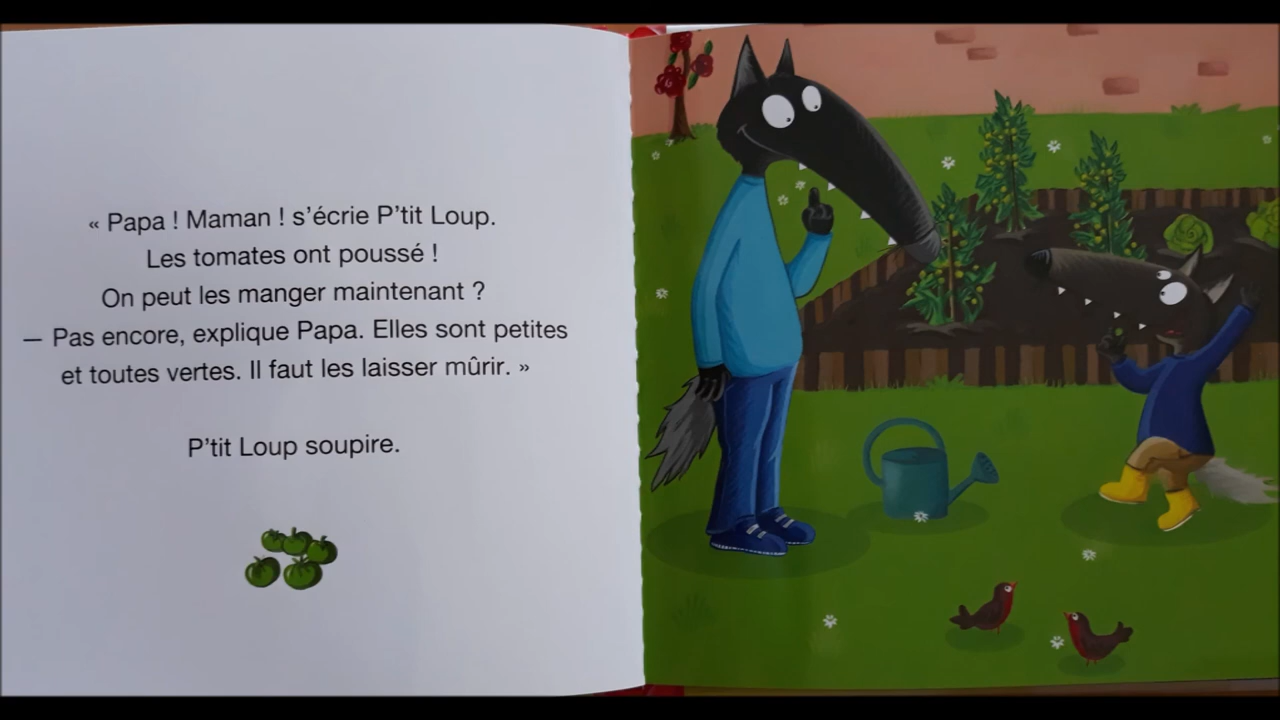 « Papa ! Maman ! s’écrie P’tit Loup.
Les tomates ont poussé !
On peut les manger maintenant ?
— Pas encore, explique Papa. Elles sont petites
et toutes vertes. Il faut les laisser mûrir. »
P’tit Loup soupire.